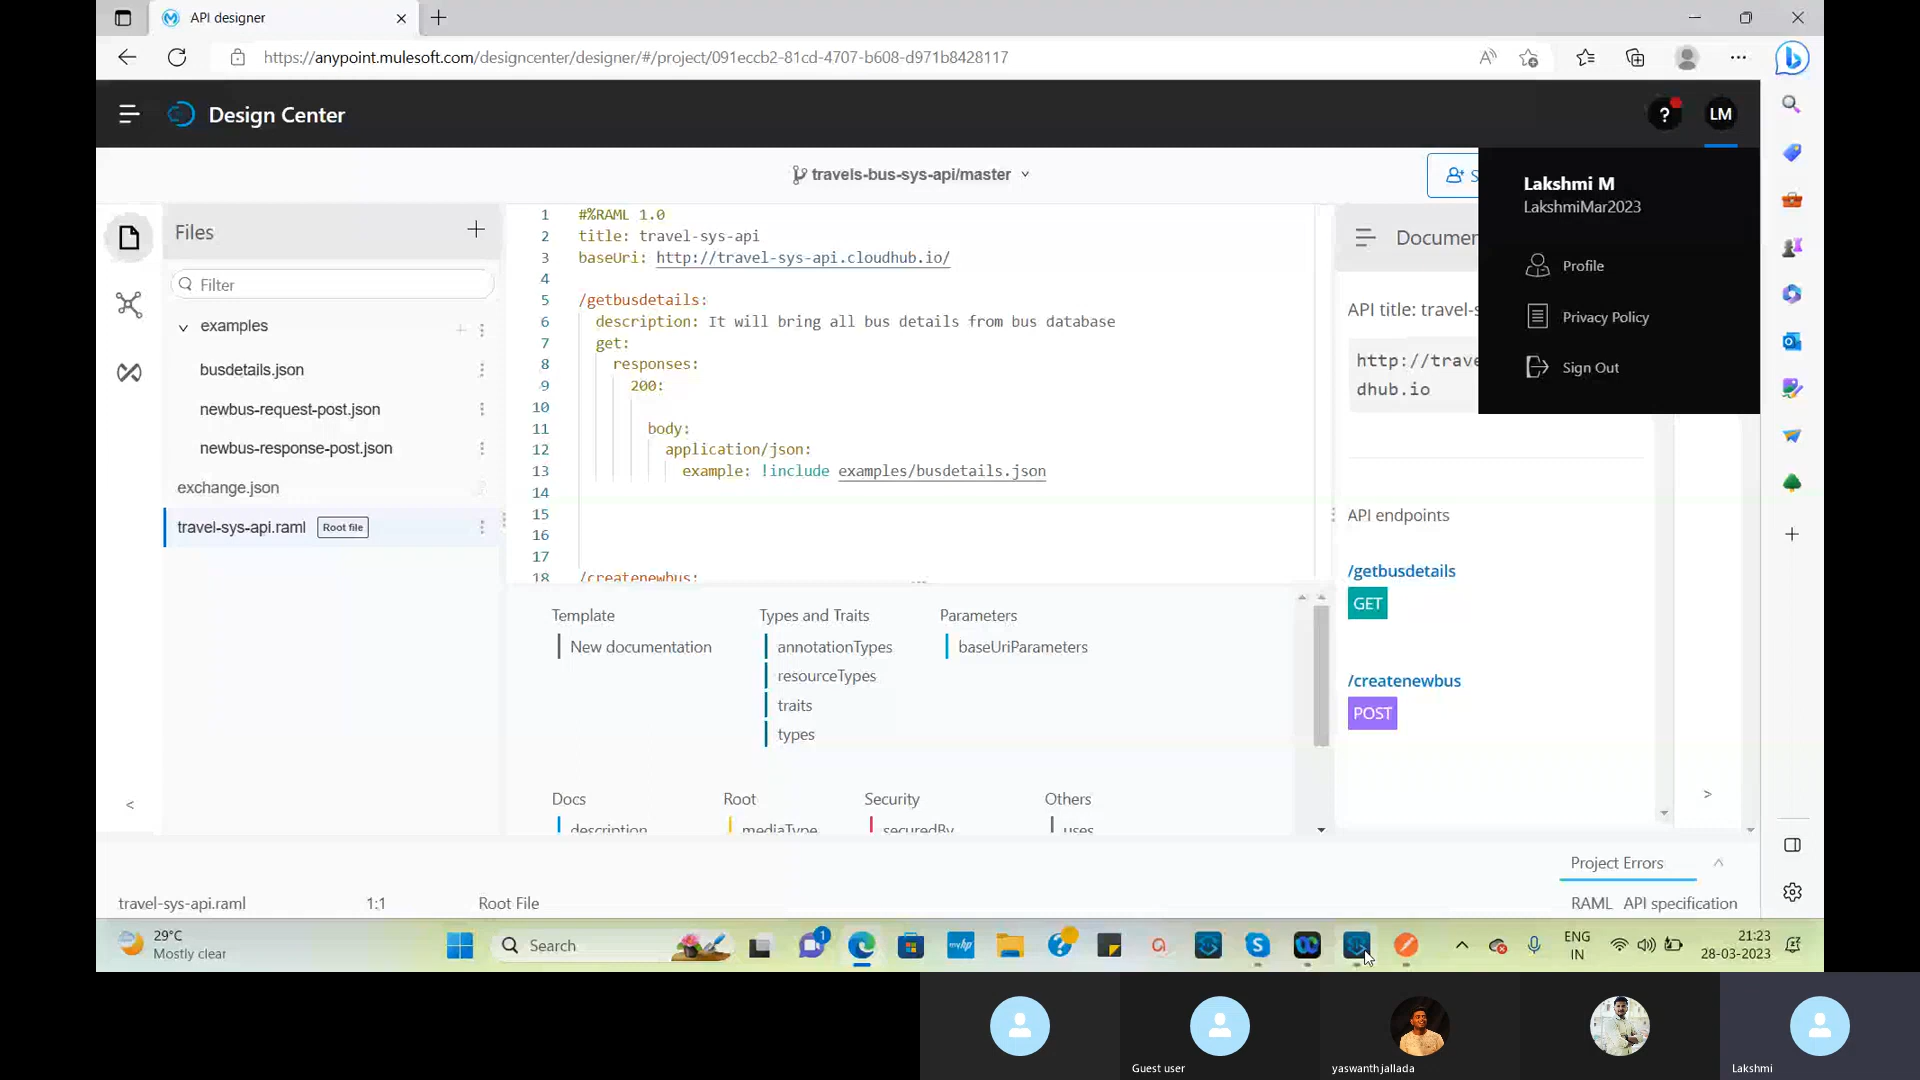 API designer
https://anypoint.mulesoft.com/designcenter/designer/#/project/091eccb2-81cd-4707-b608-d971b8428117
Design Center
?
LM
travels-bus-sys-api/master
Lakshmi M
LakshmiMar2023
Profile
Privacy Policy
Sign Out
Files
Filter
examples
busdetails.json
newbus-request-post.json
newbus-response-post.json
exchange.json
travel-sys-api.raml Root file
1 #%RAML 1.0
2 title: travel-sys-api
3 baseUri: http://travel-sys-api.cloudhub.io/
4
5 /getbusdetails:
6 description: It will bring all bus details from bus database
7 get:
8 responses:
9 200:
10
11 body:
12 application/json:
13 example: !include examples/busdetails.json
14
15
16
17
18 /createnewbus:
Template
New documentation
Types and Traits
annotationTypes
resourceTypes
traits
types
Parameters
baseUriParameters
Docs
description
Root
mediaType
Security
securedBy
Others
uses
API title: travel-s
http://trave
dhub.io
API endpoints
/getbusdetails
GET
/createnewbus
POST
Project Errors
travel-sys-api.raml 1:1 Root File
RAML API specification
29°C
Mostly clear
Search
1
myhp
ENG
IN
21:23
28-03-2023
Guest user
yaswanth jallada
Lakshmi